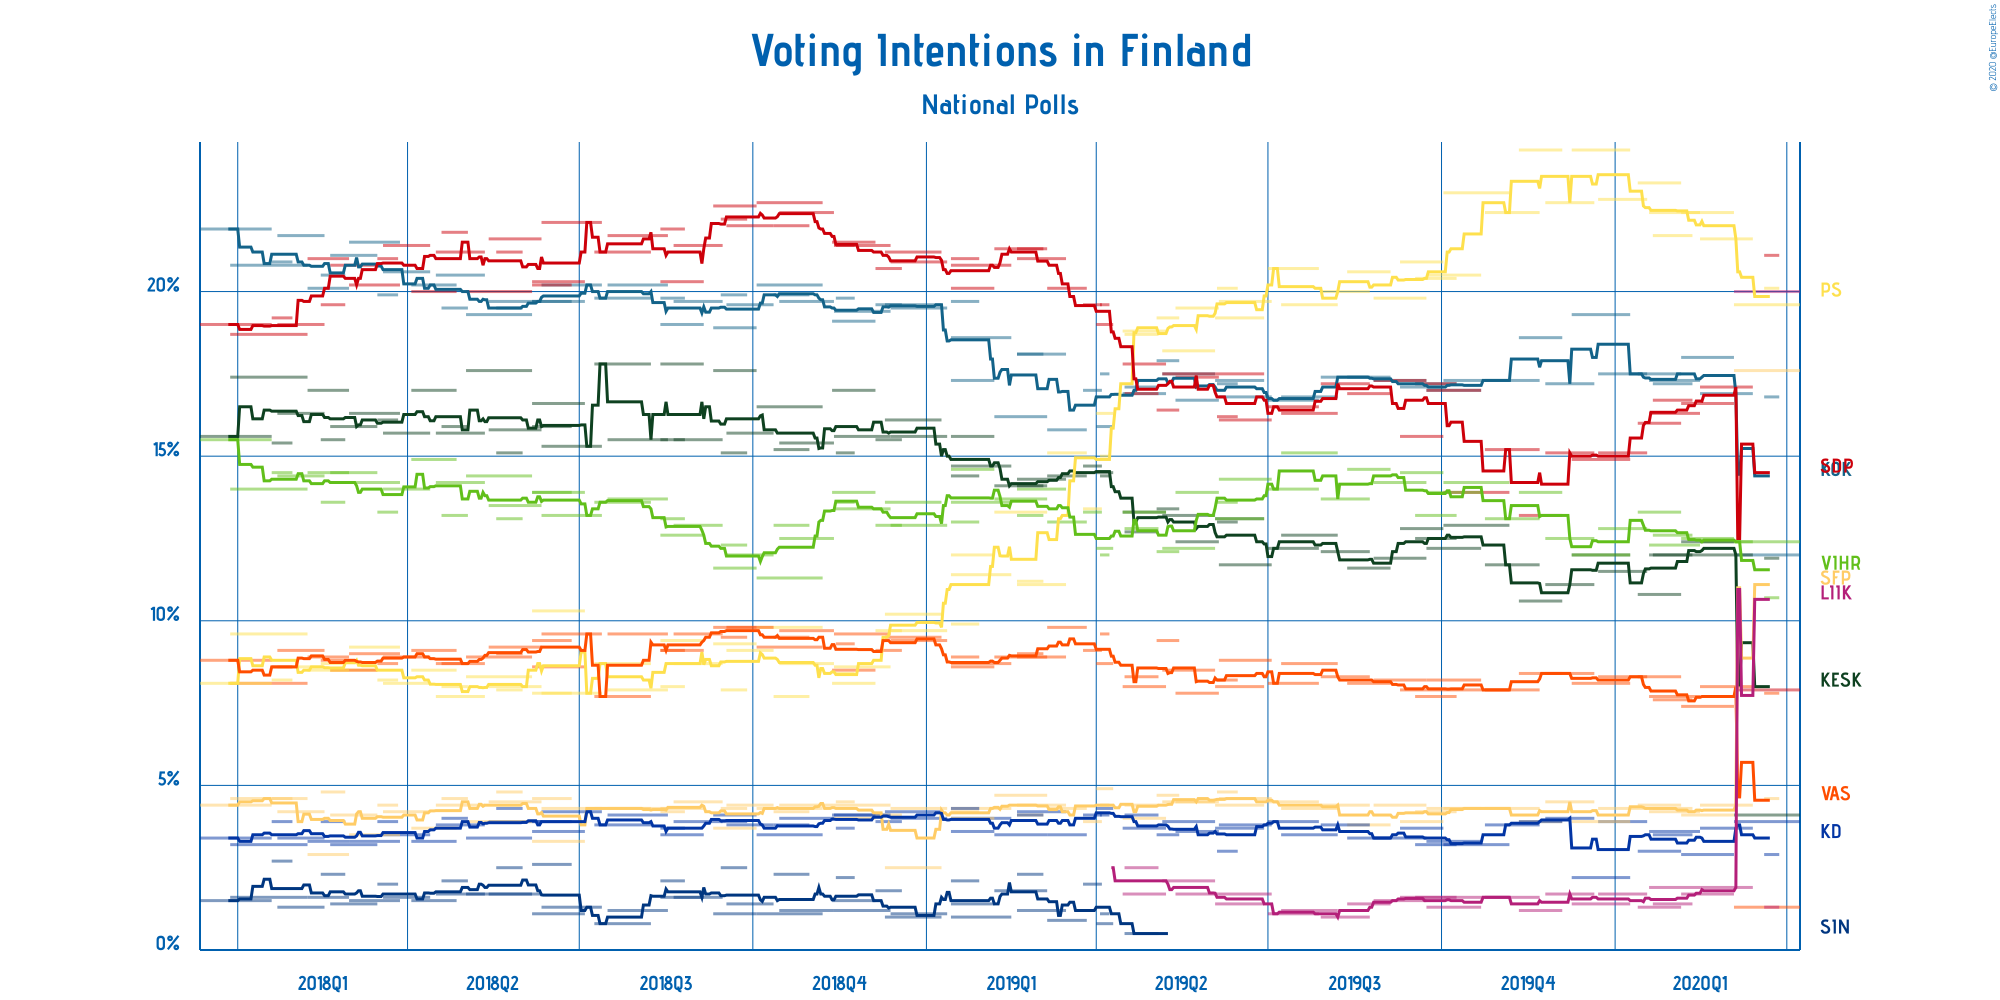 © 2020 @EuropeElects
Voting Intentions in Finland
National Polls
20%
15%
10%
5%
0%
PS
SDP
KOK
VIHR
SFP
LIIK
KESK
VAS
KD
SIN
2018Q1
2018Q2
2018Q3
2018Q4
2019Q1
2019Q2
2019Q3
2019Q4
2020Q1